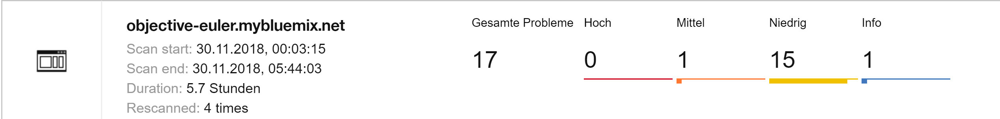 objective-euler.mybluemix.net
Scan start: 30.11.2018, 00:03:15
Scan end: 30.11.2018, 05:44:03
Duration: 5.7 Stunden
Rescanned: 4 times
Gesamte Probleme Hoch Mittel Niedrig Info
17 0 1 15 1